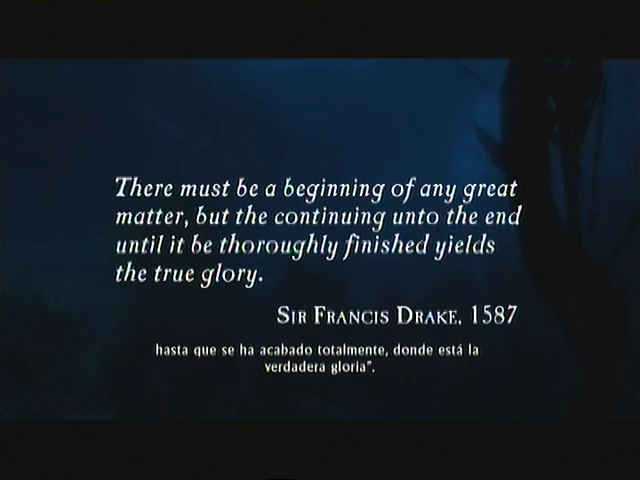 There must be a beginning of any great
matter, but the continuing unto the end
until it be thoroughly finished yields
the true glory.
Sir Francis Drake, 1587
hasta que se ha acabado totalmente, donde está la
verdadera gloria".